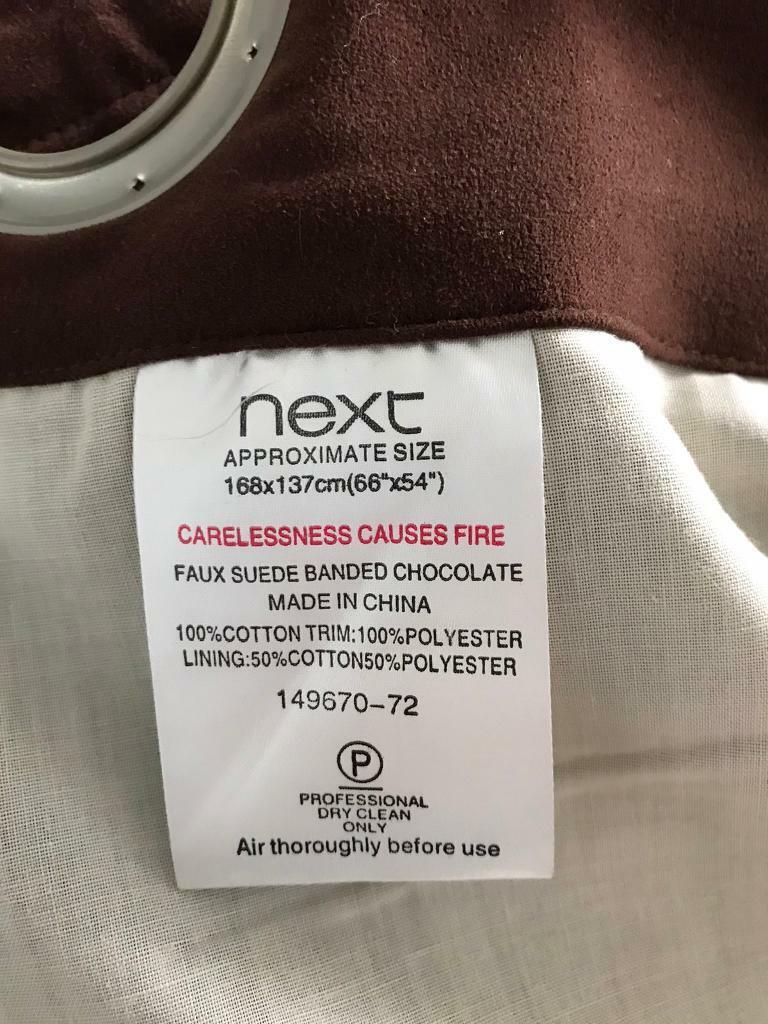 next
APPROXIMATE SIZE
168x137cm(66"x54")
CARELESSNESS CAUSES FIRE
FAUX SUEDE BANDED CHOCOLATE
MADE IN CHINA
100%COTTON TRIM:100%POLYESTER
LINING:50%COTTON50%POLYESTER
149670-72
P
PROFESSIONAL
DRY CLEAN
ONLY
Air thoroughly before use